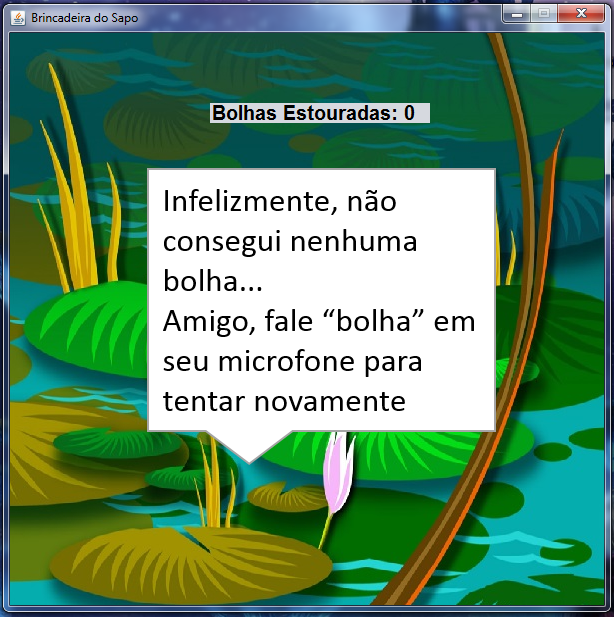 Brincadeira do Sapo
Bolhas Estouradas: 0
Infelizmente, não
consegui nenhuma
bolha...
Amigo, fale “bolha” em
seu microfone para
tentar novamente